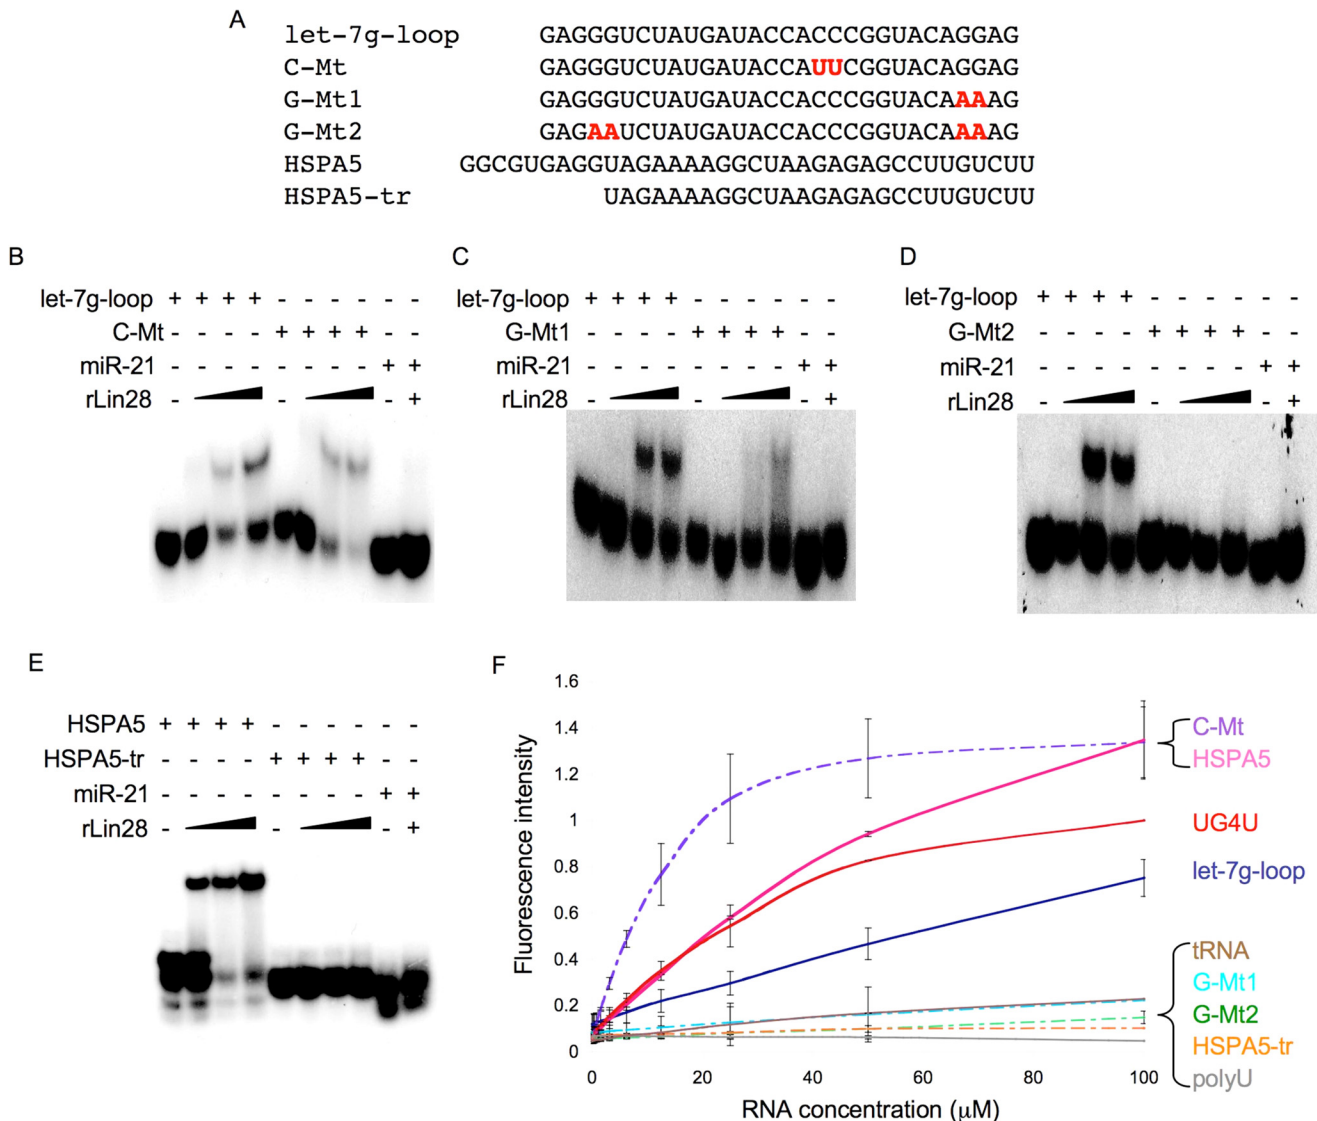 A
let-7g-loop GAGGGUCUAUGAUACCACCCGGUACAGGAG
C-Mt GAGGGUCUAUGAUACCAUUCGGUACAGGAG
G-Mt1 GAGGGUCUAUGAUACCACCCGGUACAAAAG
G-Mt2 GAGAAUCUAUGAUACCACCCGGUACAAAAG
HSPA5 GGCGUGAGGUAGAAAAGGCUAAGAGAGCCUUGUCUU
HSPA5-tr UAGAAAAGGCUAAGAGAGCCUUGUCUU
B
let-7g-loop + + + + - - - - - -
C-Mt - - - - + + + + - -
miR-21 - - - - - - - - + +
rLin28 - - - +
C
let-7g-loop + + + + - - - - - -
G-Mt1 - - - - + + + + - -
miR-21 - - - - - - - - + +
rLin28 - - - +
D
let-7g-loop + + + + - - - - - -
G-Mt2 - - - - + + + + - -
miR-21 - - - - - - - - + +
rLin28 - - - +
E
HSPA5 + + + + - - - - - -
HSPA5-tr - - - - + + + + - -
miR-21 - - - - - - - - + +
rLin28 - - - +
F
Fluorescence intensity
1.6
1.4
1.2
1
0.8
0.6
0.4
0.2
0
0 20 40 60 80 100
RNA concentration (μM)
C-Mt
HSPA5
UG4U
let-7g-loop
tRNA
G-Mt1
G-Mt2
HSPA5-tr
polyU